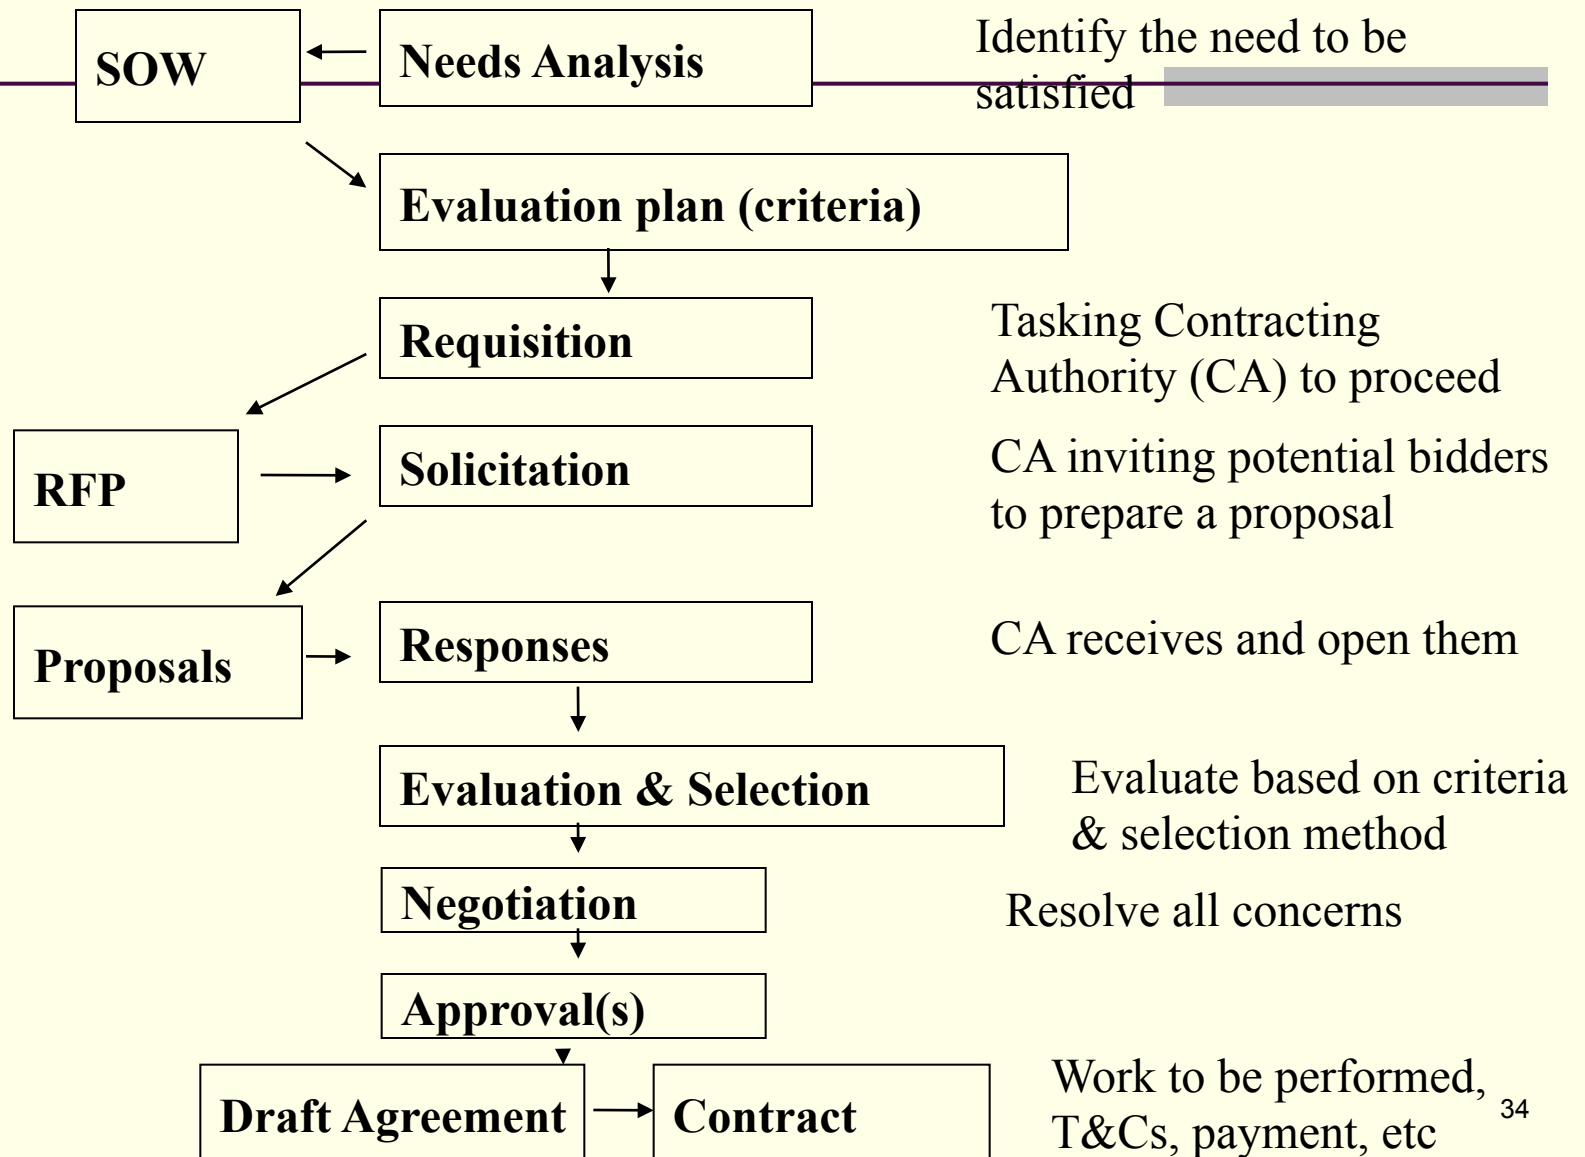 SOW
Needs Analysis
Identify the need to be
satisfied
Evaluation plan (criteria)
Requisition
Tasking Contracting
Authority (CA) to proceed
RFP
Solicitation
CA inviting potential bidders
to prepare a proposal
Proposals
Responses
CA receives and open them
Evaluation & Selection
Evaluate based on criteria
& selection method
Negotiation
Resolve all concerns
Approval(s)
Draft Agreement
Contract
Work to be performed,
T&Cs, payment, etc
34